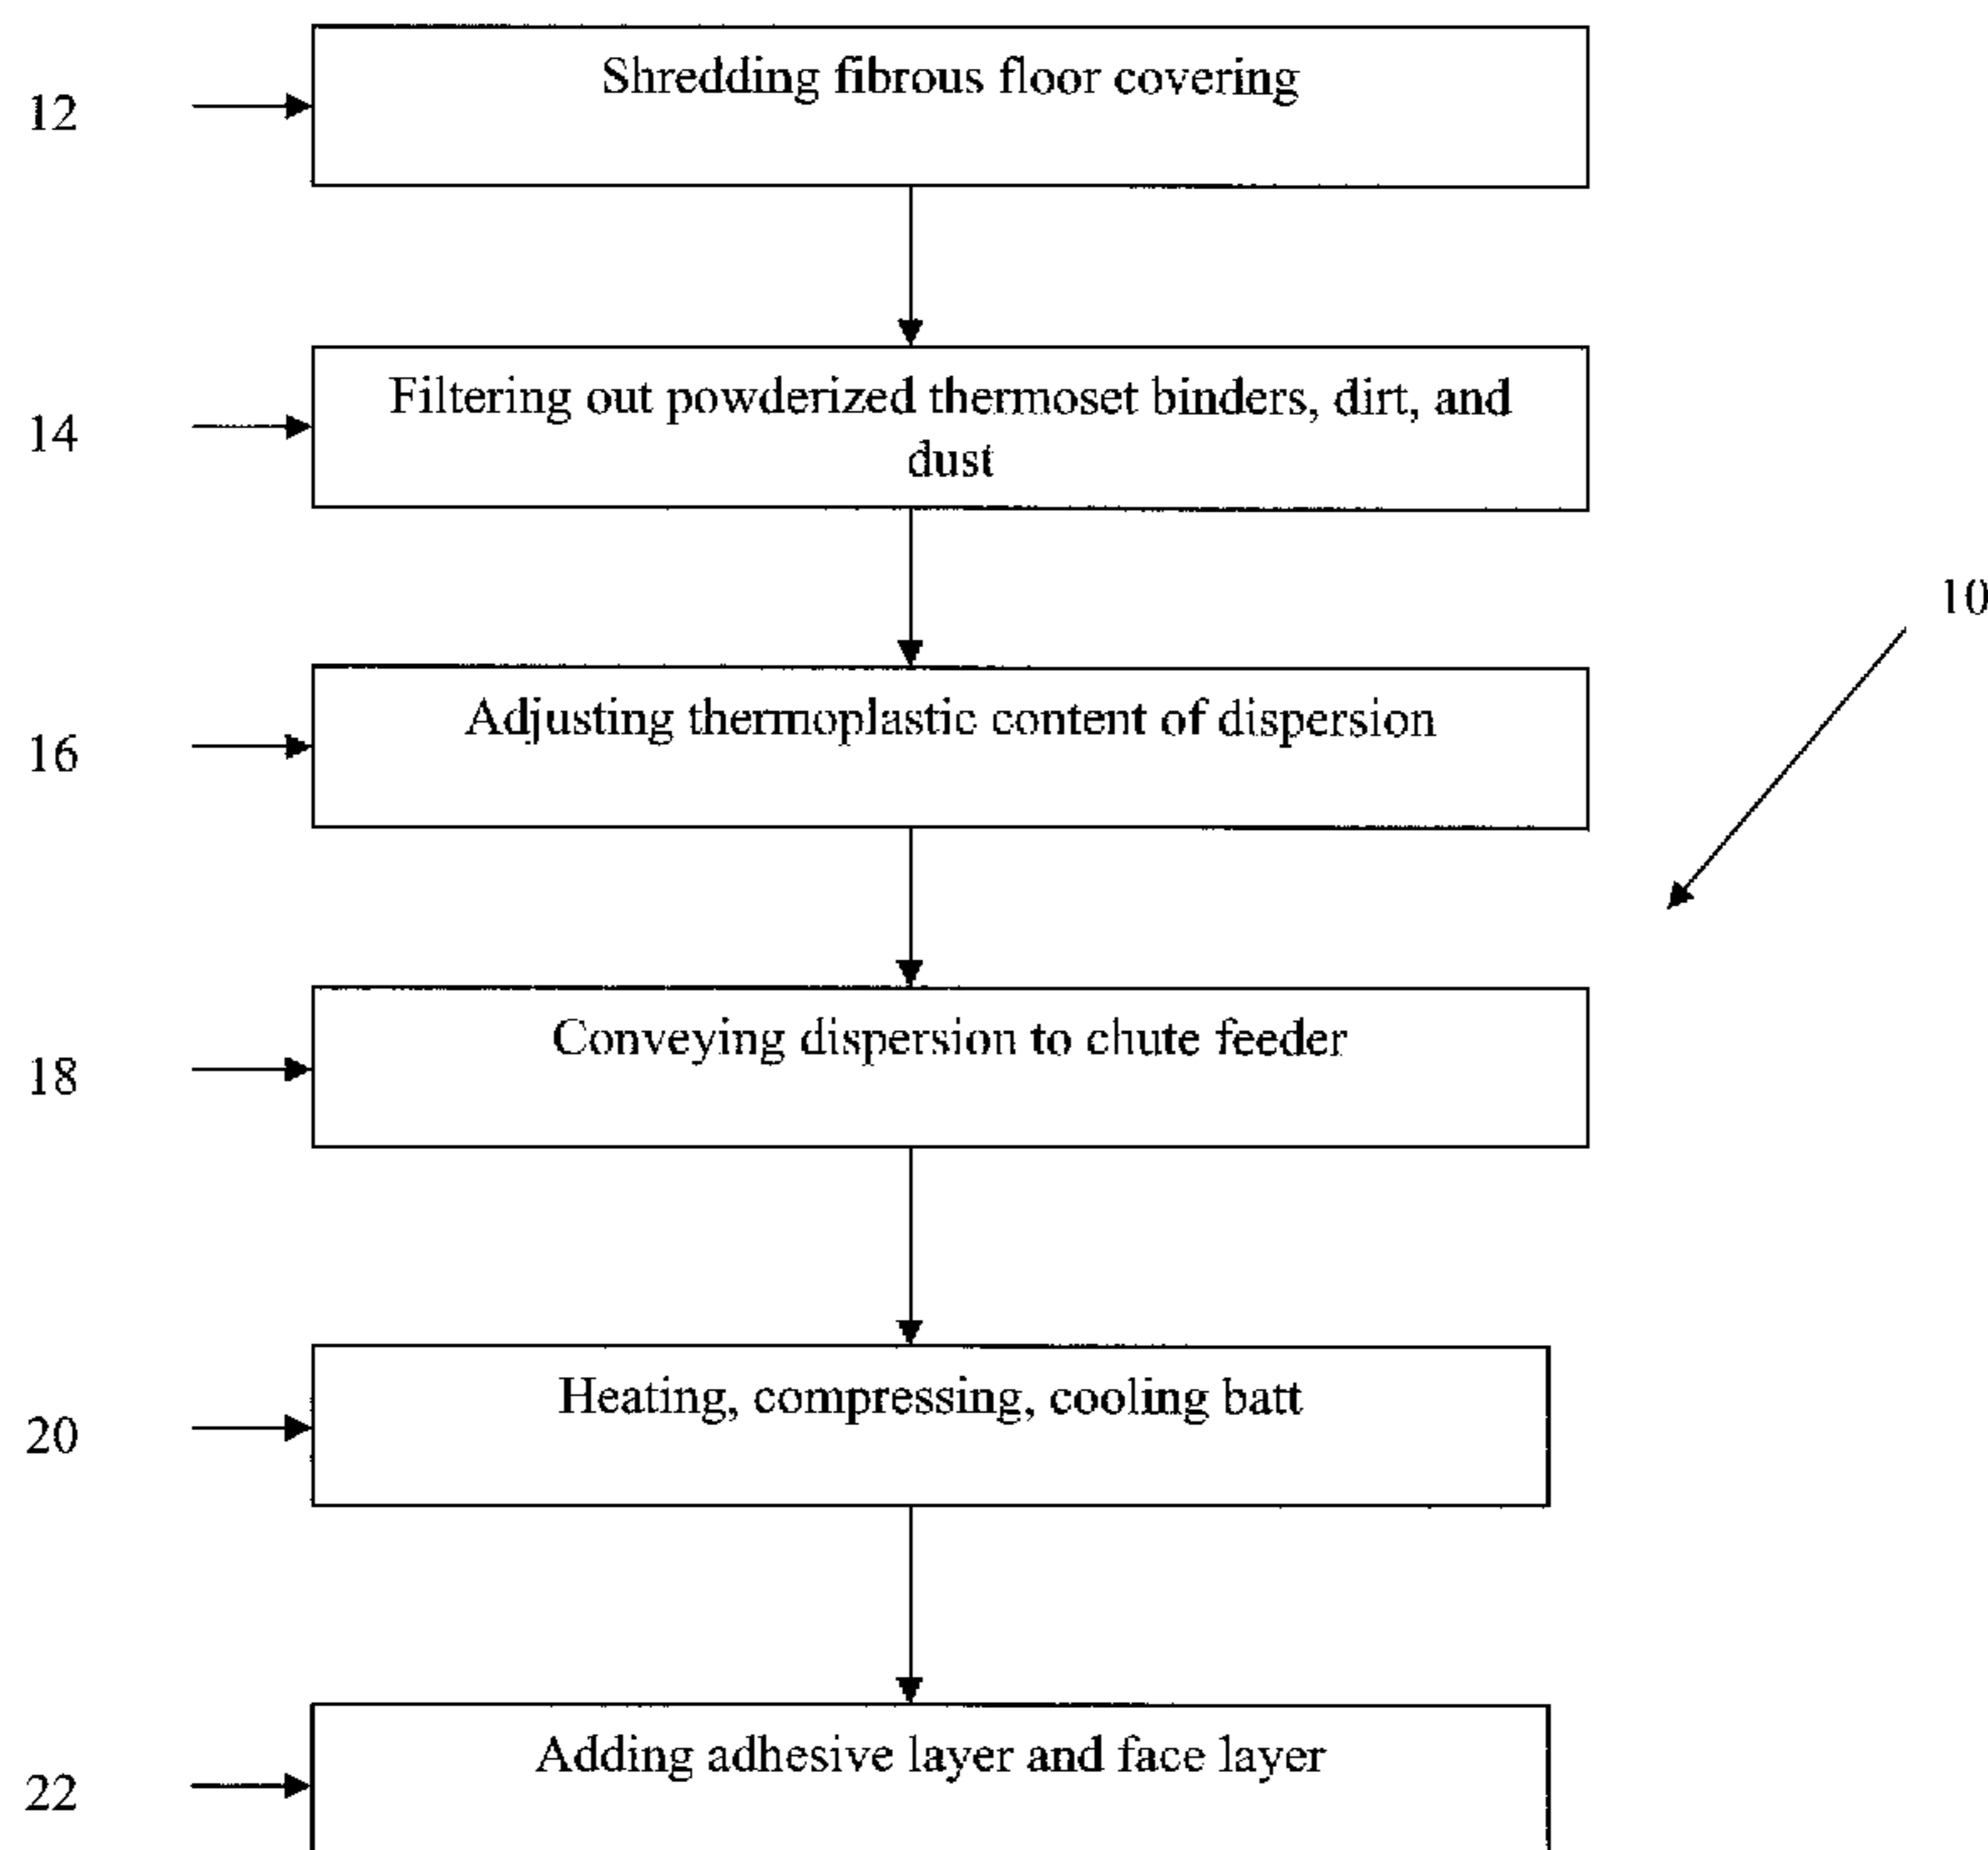 Shredding fibrous floor covering
12
Filtering out powderized thermoset binders, dirt, and
dust
14
10
Adjusting thermoplastic content of dispersion
16
Conveying dispersion to chute feeder
18
Heating, compressing, cooling batt
20
Adding adhesive layer and face layer
22